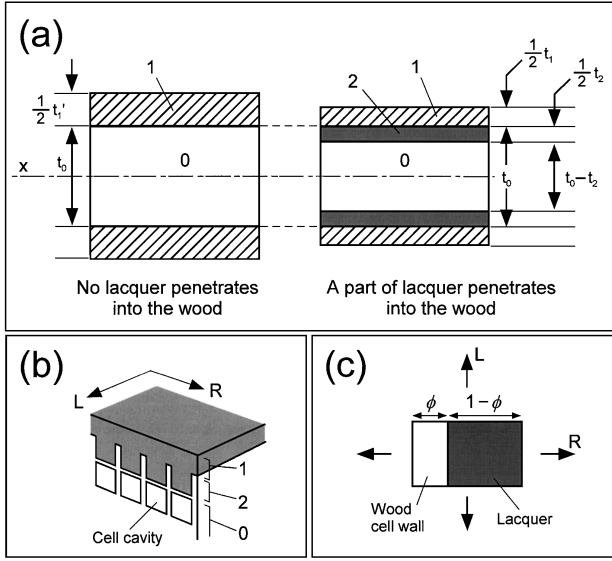 (a)
1
½ t₁'
t₀
x
0
No lacquer penetrates
into the wood
2
1
½ t₁
½ t₂
0
t₀
t₀–t₂
A part of lacquer penetrates
into the wood
(b)
L
R
1
2
0
Cell cavity
(c)
L
ϕ
1–ϕ
R
Wood
cell wall
Lacquer